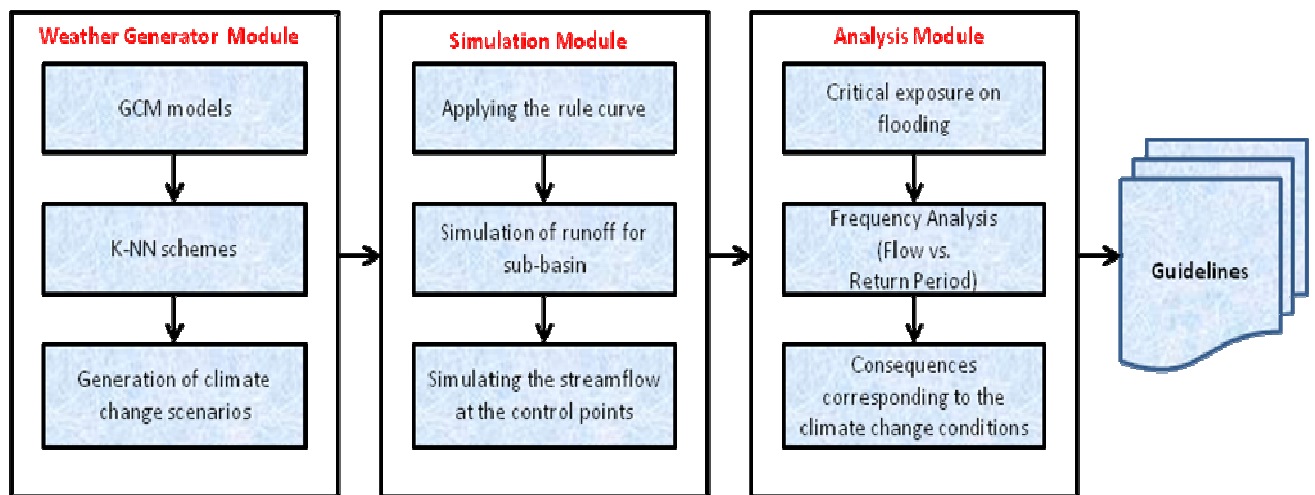 Weather Generator Module
GCM models
K-NN schemes
Generation of climate
change scenarios
Simulation Module
Applying the rule curve
Simulation of runoff for
sub-basin
Simulating the streamflow
at the control points
Analysis Module
Critical exposure on
flooding
Frequency Analysis
(Flow vs.
Return Period)
Consequences
corresponding to the
climate change conditions
Guidelines